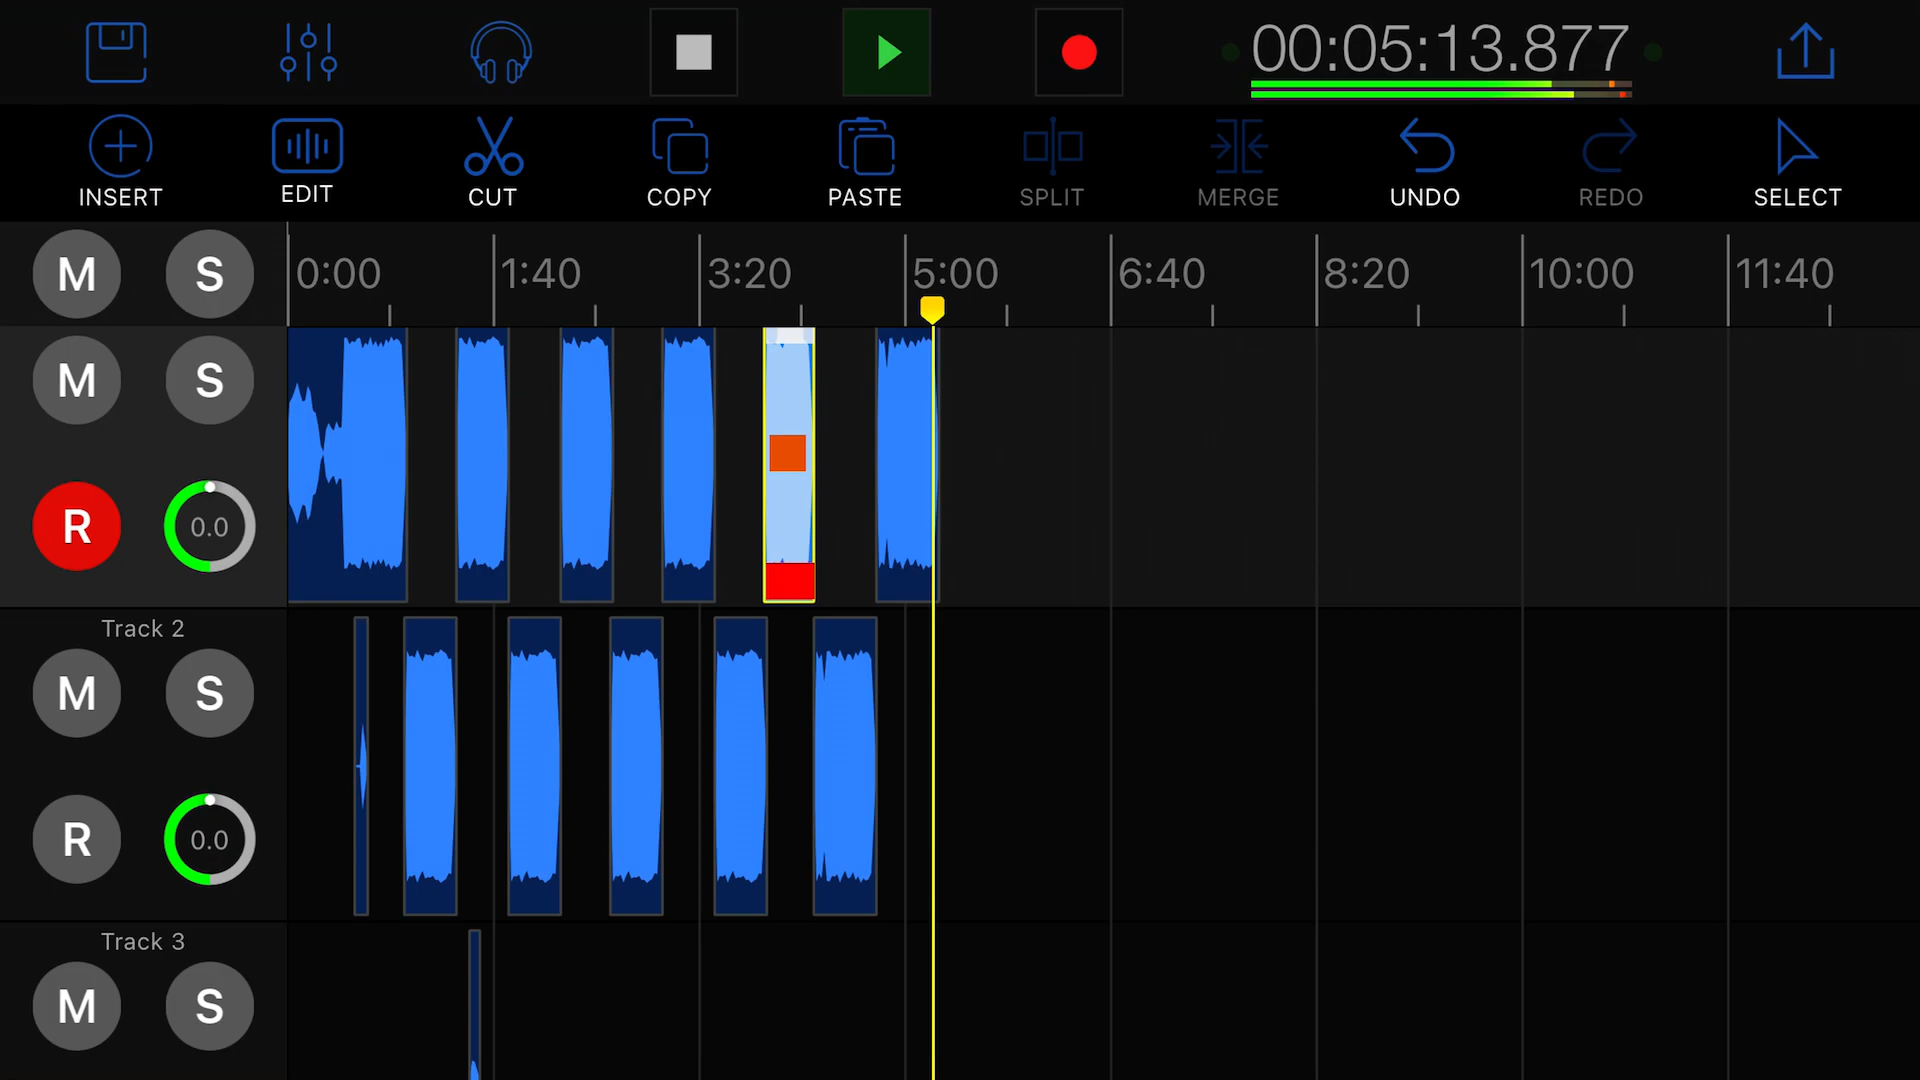 00:05:13.877
INSERT EDIT CUT COPY PASTE SPLIT MERGE UNDO REDO SELECT
M S 0:00 1:40 3:20 5:00 6:40 8:20 10:00 11:40
M S
R 0.0
Track 2
M S
R 0.0
Track 3
M S